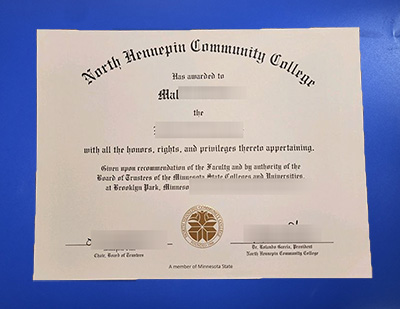 North Hennepin Community College
Has awarded to
Mal
the
with all the honors, rights, and privileges thereto appertaining.
Given upon recommendation of the Faculty and by authority of the
Board of Trustees of the Minnesota State Colleges and Universities,
at Brooklyn Park, Minneso
Chair, Board of Trustees
Dr. Rolando García, President
North Hennepin Community College
A member of Minnesota State